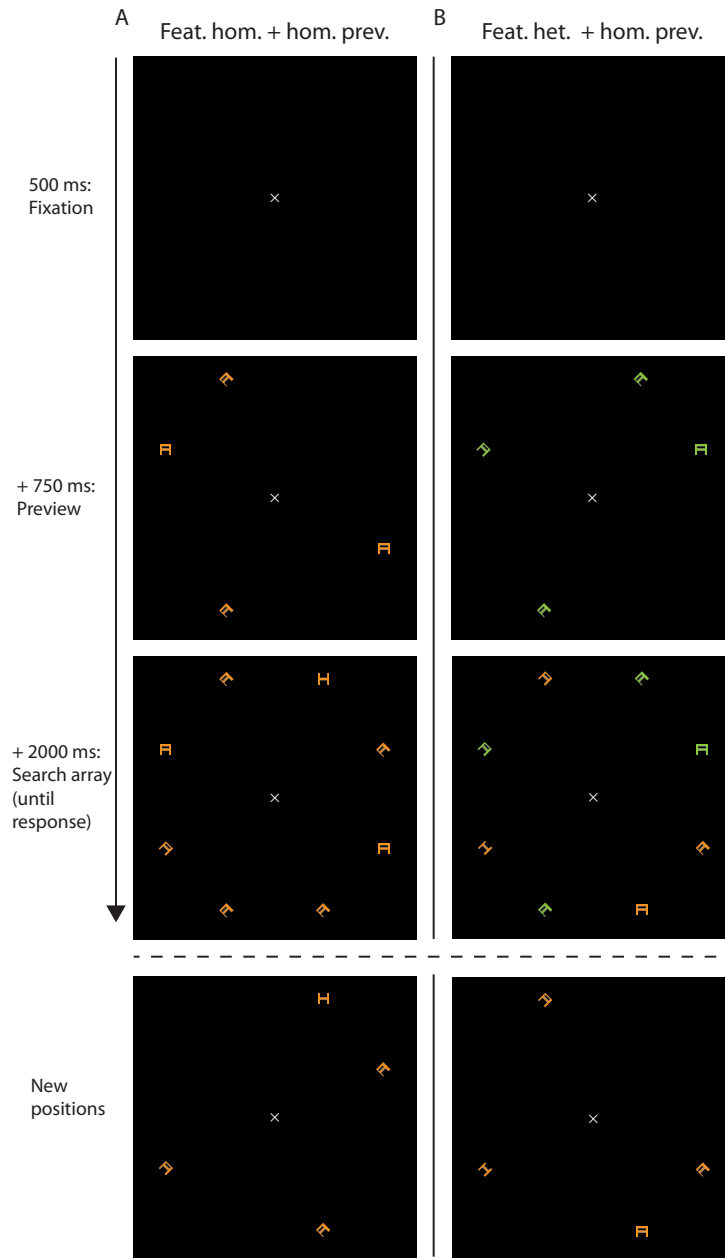 A
Feat. hom. + hom. prev.
B
Feat. het. + hom. prev.
500 ms:
Fixation
+ 750 ms:
Preview
+ 2000 ms:
Search array
(until
response)
New
positions